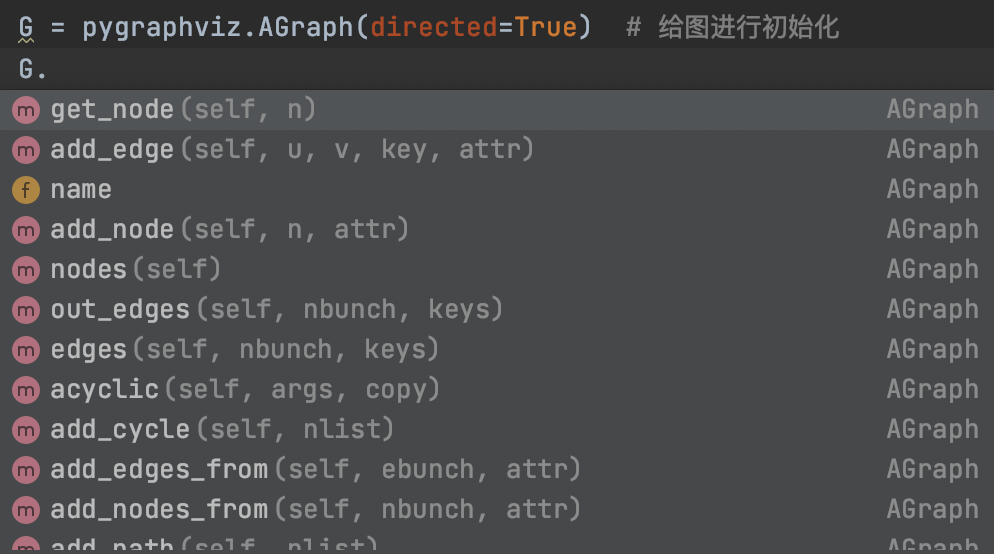 G = pygraphviz.AGraph(directed=True)  # 给图进行初始化
G.
m get_node(self, n) AGraph
m add_edge(self, u, v, key, attr) AGraph
f name AGraph
m add_node(self, n, attr) AGraph
m nodes(self) AGraph
m out_edges(self, nbunch, keys) AGraph
m edges(self, nbunch, keys) AGraph
m acyclic(self, args, copy) AGraph
m add_cycle(self, nlist) AGraph
m add_edges_from(self, ebunch, attr) AGraph
m add_nodes_from(self, nbunch, attr) AGraph
m add_path(self, nlist) AGraph